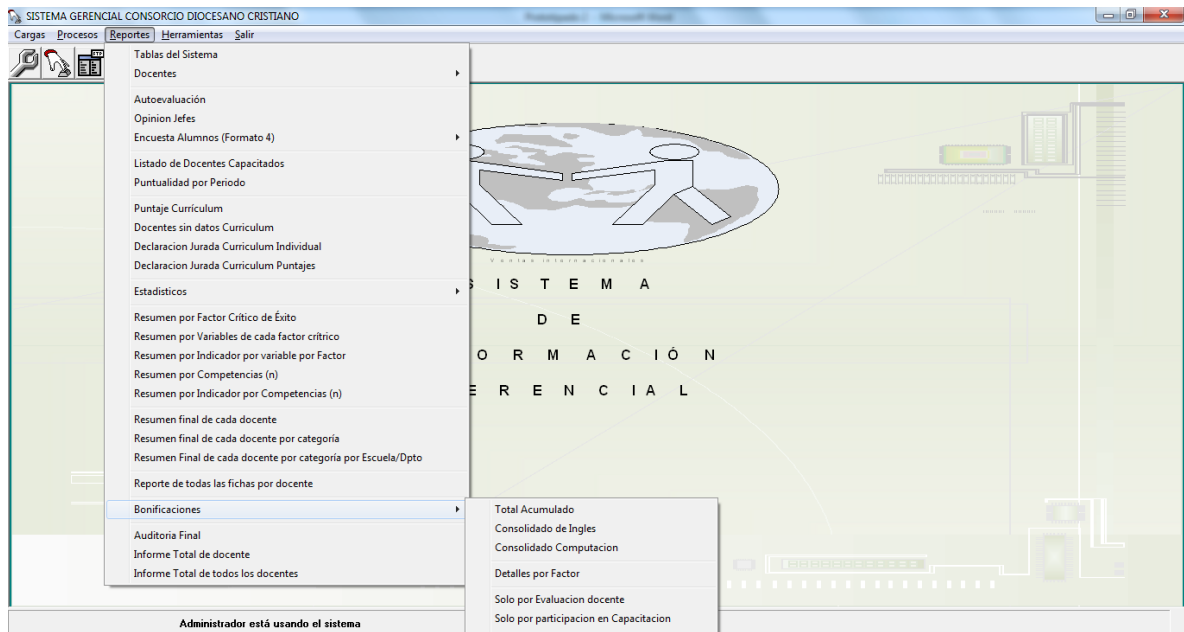 SISTEMA GERENCIAL CONSORCIO DIOCESANO CRISTIANO
Cargas Procesos Reportes Herramientas Salir
Tablas del Sistema
Docentes
Autoevaluación
Opinion Jefes
Encuesta Alumnos (Formato 4)
Listado de Docentes Capacitados
Puntualidad por Periodo
Puntaje Currículum
Docentes sin datos Curriculum
Declaracion Jurada Curriculum Individual
Declaracion Jurada Curriculum Puntajes
Estadisticos
Resumen por Factor Crítico de Éxito
Resumen por Variables de cada factor crítrico
Resumen por Indicador por variable por Factor
Resumen por Competencias (n)
Resumen por Indicador por Competencias (n)
Resumen final de cada docente
Resumen final de cada docente por categoría
Resumen Final de cada docente por categoría por Escuela/Dpto
Reporte de todas las fichas por docente
Bonificaciones
Auditoria Final
Informe Total de docente
Informe Total de todos los docentes
Total Acumulado
Consolidado de Ingles
Consolidado Computacion
Detalles por Factor
Solo por Evaluacion docente
Solo por participacion en Capacitacion
Ventas internacionales
S I S T E M A
D E
O R M A C I Ó N
E R E N C I A L
Administrador está usando el sistema